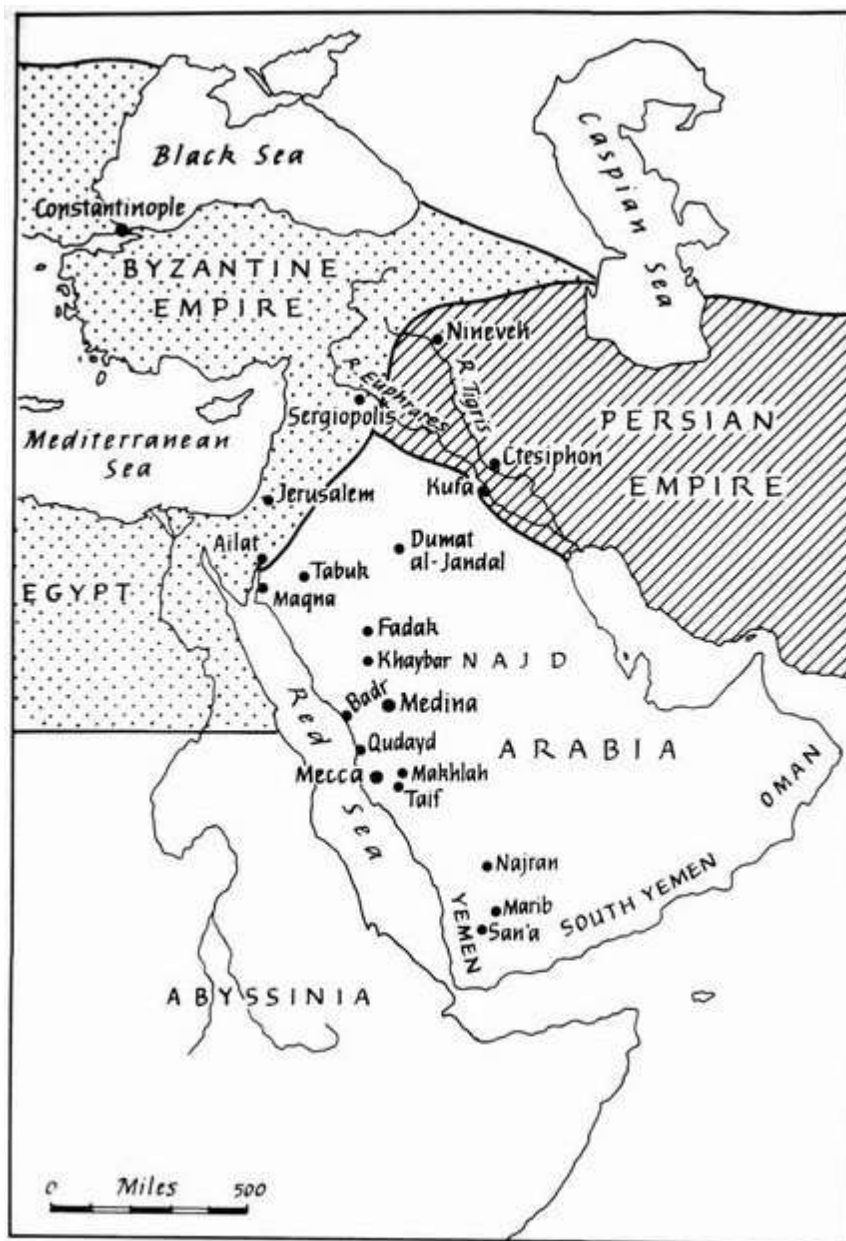 Black Sea
Caspian Sea
Constantinople
BYZANTINE
EMPIRE
Nineveh
R. Tigris
R. Euphrates
Sergiopolis
PERSIAN
EMPIRE
Mediterranean
Sea
Ctesiphon
Kufa
Jerusalem
Ailat
Dumat
al-Jandal
Tabuk
EGYPT
Maqna
Fadak
Khaybar
NAJD
Badr
Medina
Red Sea
Qudayd
ARABIA
Mecca
Makhlah
Taif
OMAN
Najran
YEMEN
Marib
SOUTH YEMEN
San'a
ABYSSINIA
0 Miles 500